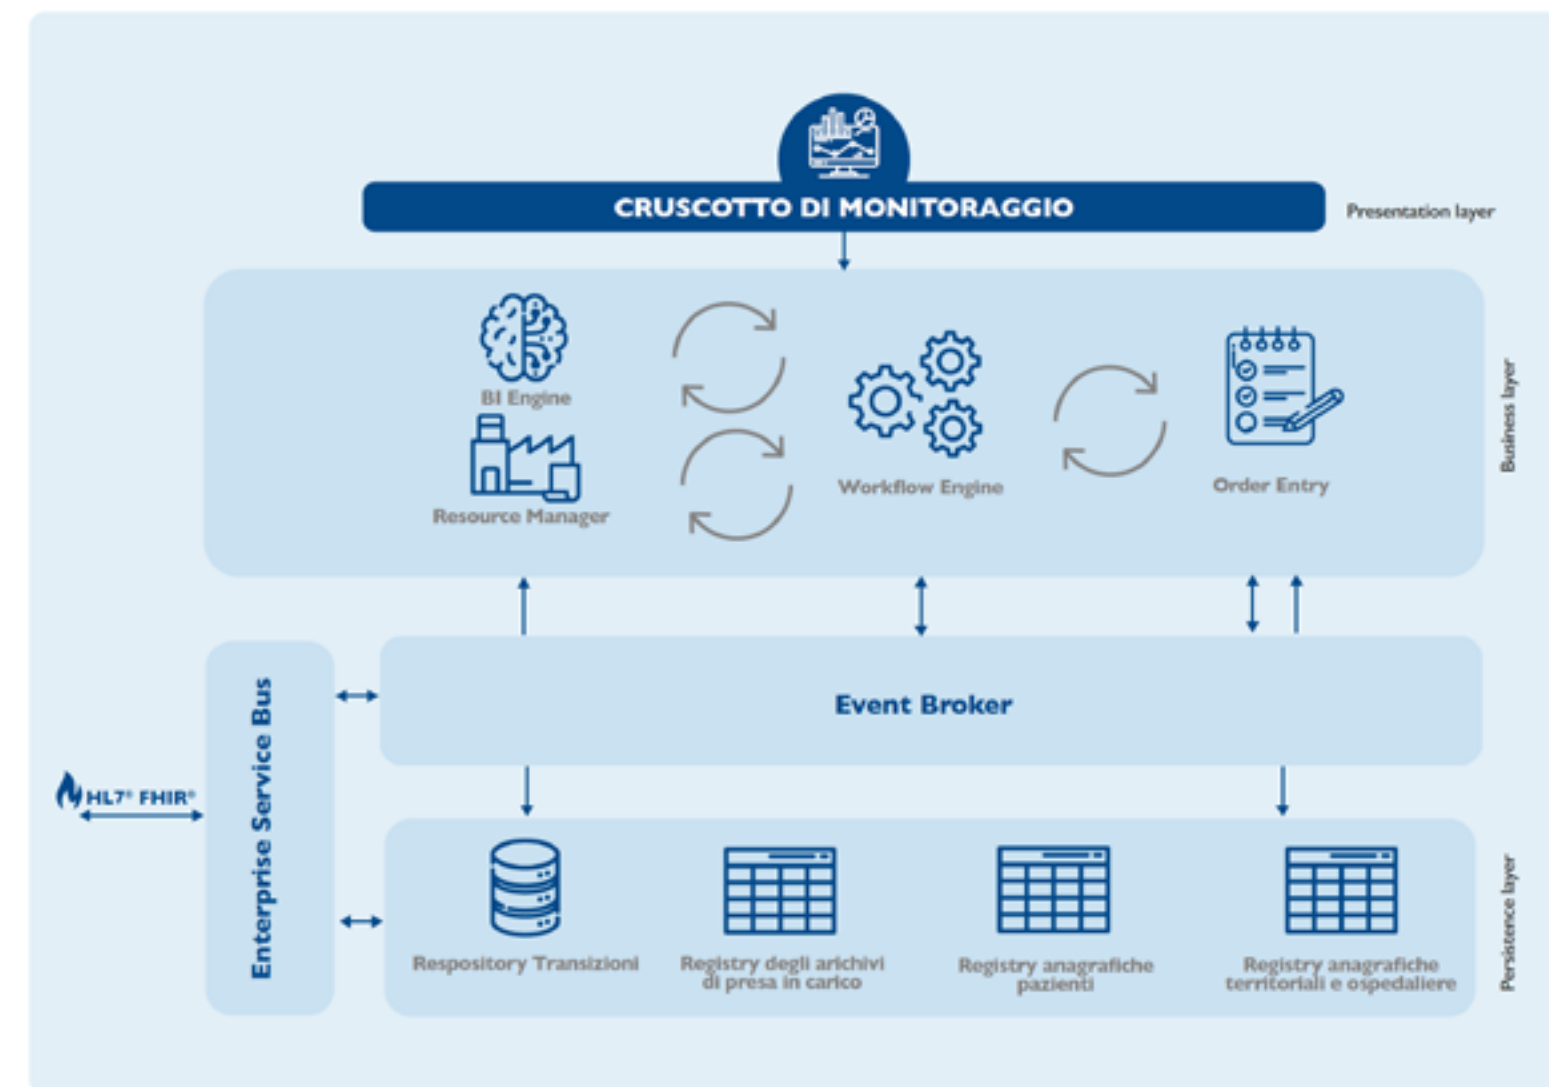 CRUSCOTTO DI MONITORAGGIO
Presentation layer
BI Engine
Resource Manager
Workflow Engine
Order Entry
Business layer
Event Broker
Enterprise Service Bus
HL7® FHIR®
Respository Transizioni
Registry degli arichivi
di presa in carico
Registry anagrafiche
pazienti
Registry anagrafiche
territoriali e ospedaliere
Persistence layer